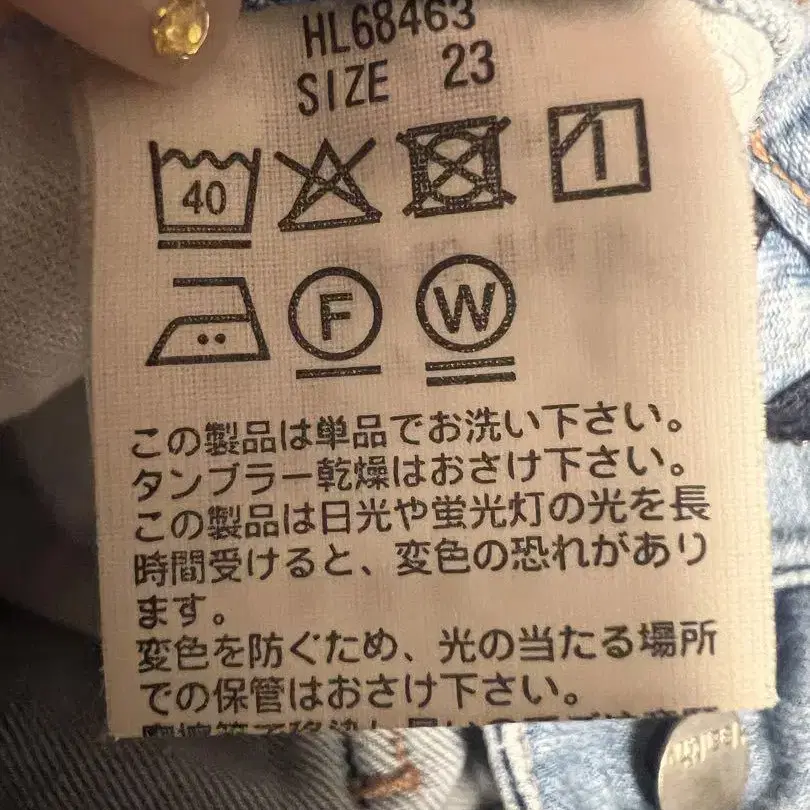 HL68463
SIZE 23
40
F W
この製品は単品でお洗い下さい。
タンブラー乾燥はおさけ下さい。
この製品は日光や蛍光灯の光を長
時間受けると、変色の恐れがあり
ます。
変色を防ぐため、光の当たる場所
での保管はおさけ下さい。